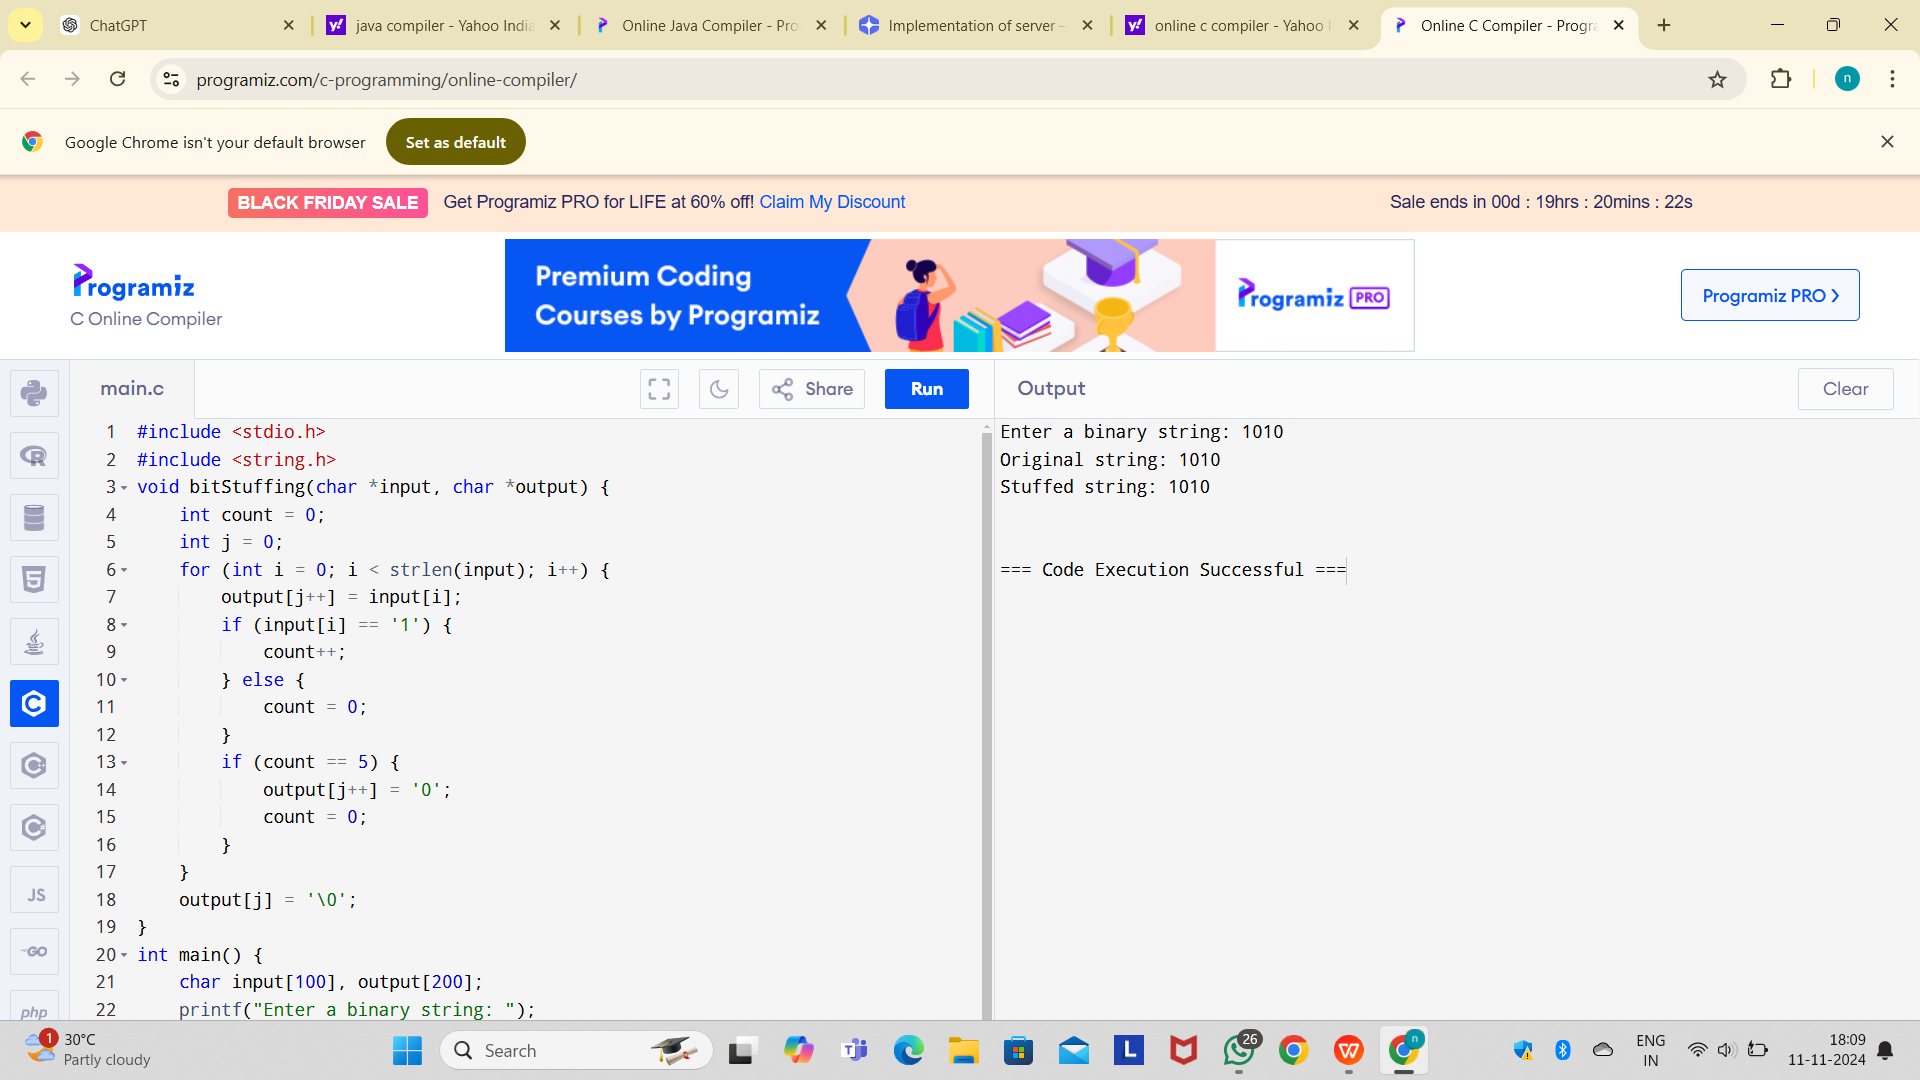 ChatGPT
java compiler - Yahoo India
Online Java Compiler - Pro
Implementation of server -
online c compiler - Yahoo I
Online C Compiler - Progra
programiz.com/c-programming/online-compiler/
n
Google Chrome isn't your default browser
Set as default
BLACK FRIDAY SALE Get Programiz PRO for LIFE at 60% off! Claim My Discount
Sale ends in 00d : 19hrs : 20mins : 22s
Programiz
C Online Compiler
Premium Coding
Courses by Programiz
Programiz PRO
Programiz PRO ›
main.c
Share
Run
Output
Clear
1 #include <stdio.h>
2 #include <string.h>
3 void bitStuffing(char *input, char *output) {
4     int count = 0;
5     int j = 0;
6     for (int i = 0; i < strlen(input); i++) {
7         output[j++] = input[i];
8         if (input[i] == '1') {
9             count++;
10         } else {
11             count = 0;
12         }
13         if (count == 5) {
14             output[j++] = '0';
15             count = 0;
16         }
17     }
18     output[j] = '\0';
19 }
20 int main() {
21     char input[100], output[200];
22     printf("Enter a binary string: ");
Enter a binary string: 1010
Original string: 1010
Stuffed string: 1010
=== Code Execution Successful ===
JS
GO
php
1
30°C
Partly cloudy
Search
L
26
n
ENG
IN
18:09
11-11-2024